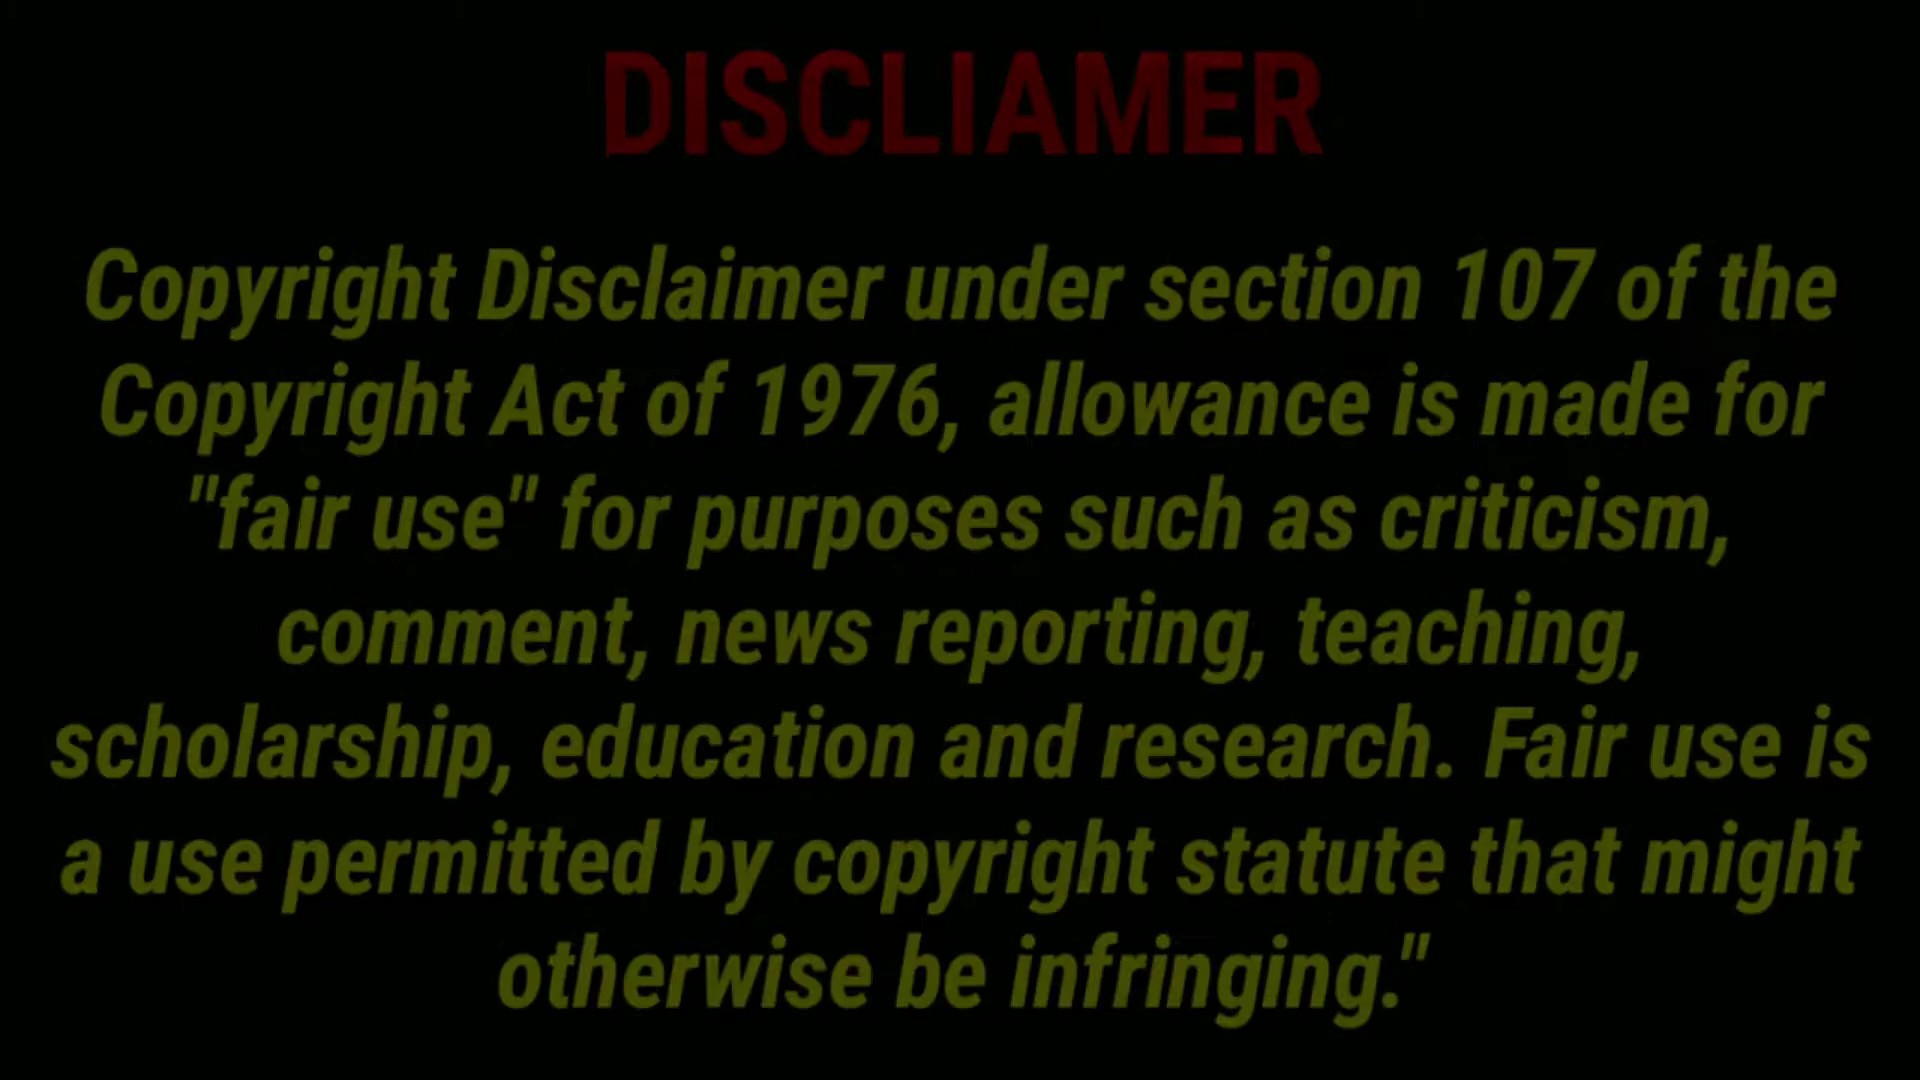 DISCLIAMER
Copyright Disclaimer under section 107 of the
Copyright Act of 1976, allowance is made for
"fair use" for purposes such as criticism,
comment, news reporting, teaching,
scholarship, education and research. Fair use is
a use permitted by copyright statute that might
otherwise be infringing."